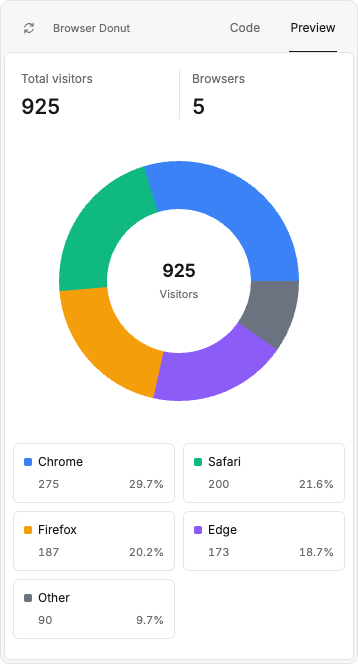 Browser Donut
Code
Preview
Total visitors
925
Browsers
5
925
Visitors
Chrome
275
29.7%
Safari
200
21.6%
Firefox
187
20.2%
Edge
173
18.7%
Other
90
9.7%